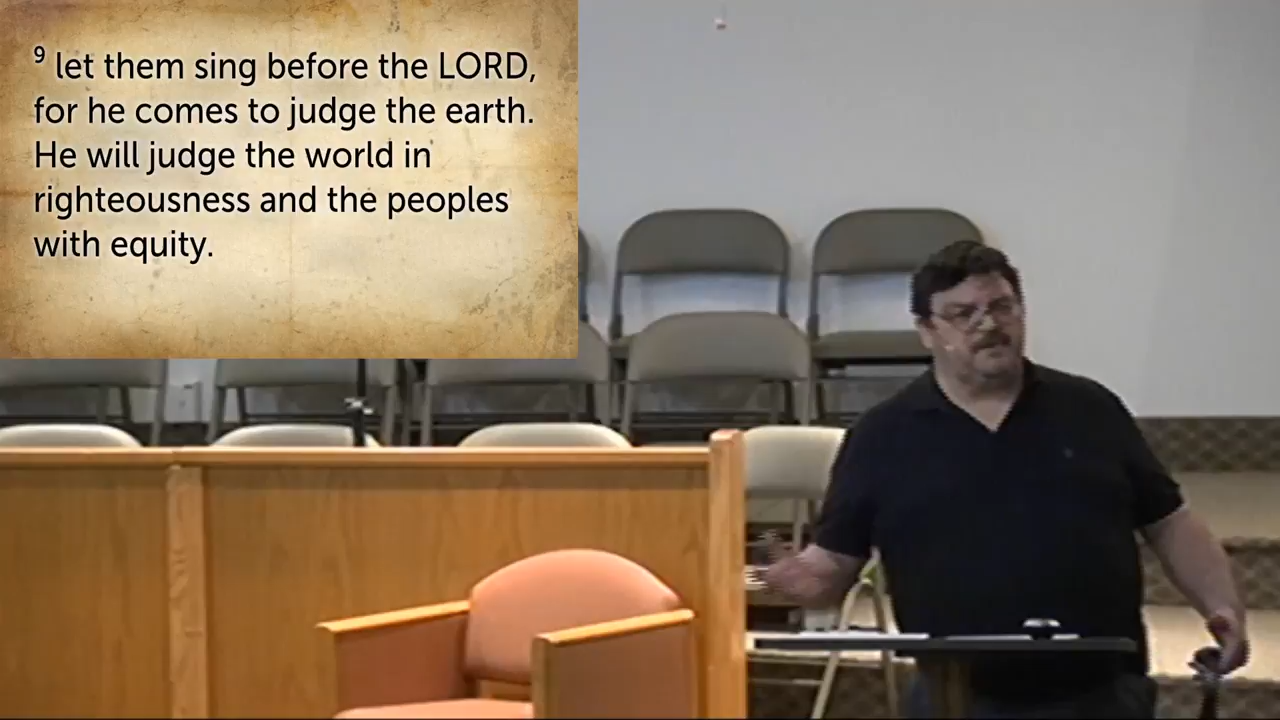 9 let them sing before the LORD,
for he comes to judge the earth.
He will judge the world in
righteousness and the peoples
with equity.